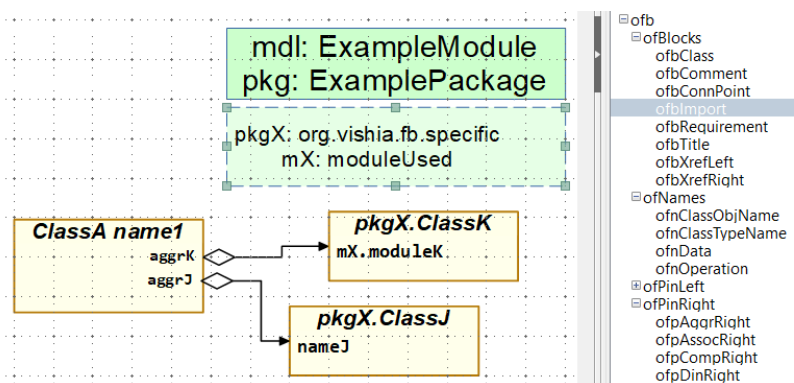 mdl: ExampleModule
pkg: ExamplePackage
pkgX: org.vishia.fb.specific
mX: moduleUsed
ClassA name1
aggrK
aggrJ
pkgX.ClassK
mX.moduleK
pkgX.ClassJ
nameJ
ofb
ofBlocks
ofbClass
ofbComment
ofbConnPoint
ofbImport
ofbRequirement
ofbTitle
ofbXrefLeft
ofbXrefRight
ofNames
ofnClassObjName
ofnClassTypeName
ofnData
ofnOperation
ofPinLeft
ofPinRight
ofpAggrRight
ofpAssocRight
ofpCompRight
ofpDinRight